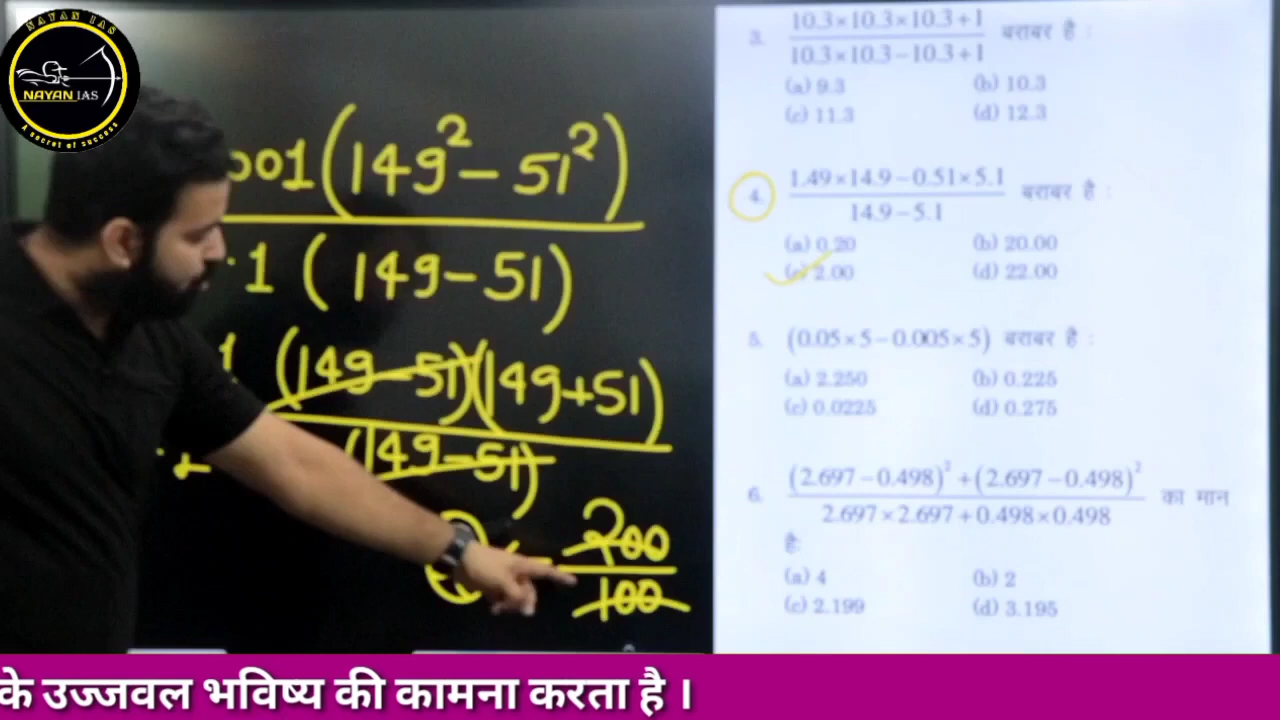 NAYAN IAS
NAYAN IAS
A secret of success
001(149² − 51²)
.1 (149−51)
1 (149−51)(149+51)
(149−51)
200
100
3. 10.3×10.3×10.3+1 बराबर है :
10.3×10.3−10.3+1
(a) 9.3 (b) 10.3
(c) 11.3 (d) 12.3
4. 1.49×14.9−0.51×5.1 बराबर है :
14.9−5.1
(a) 0.20 (b) 20.00
(c) 2.00 (d) 22.00
5. (0.05×5−0.005×5) बराबर है :
(a) 2.250 (b) 0.225
(c) 0.0225 (d) 0.275
6. (2.697−0.498)²+(2.697−0.498)² का मान
2.697×2.697+0.498×0.498
है:
(a) 4 (b) 2
(c) 2.199 (d) 3.195
के उज्जवल भविष्य की कामना करता है ।